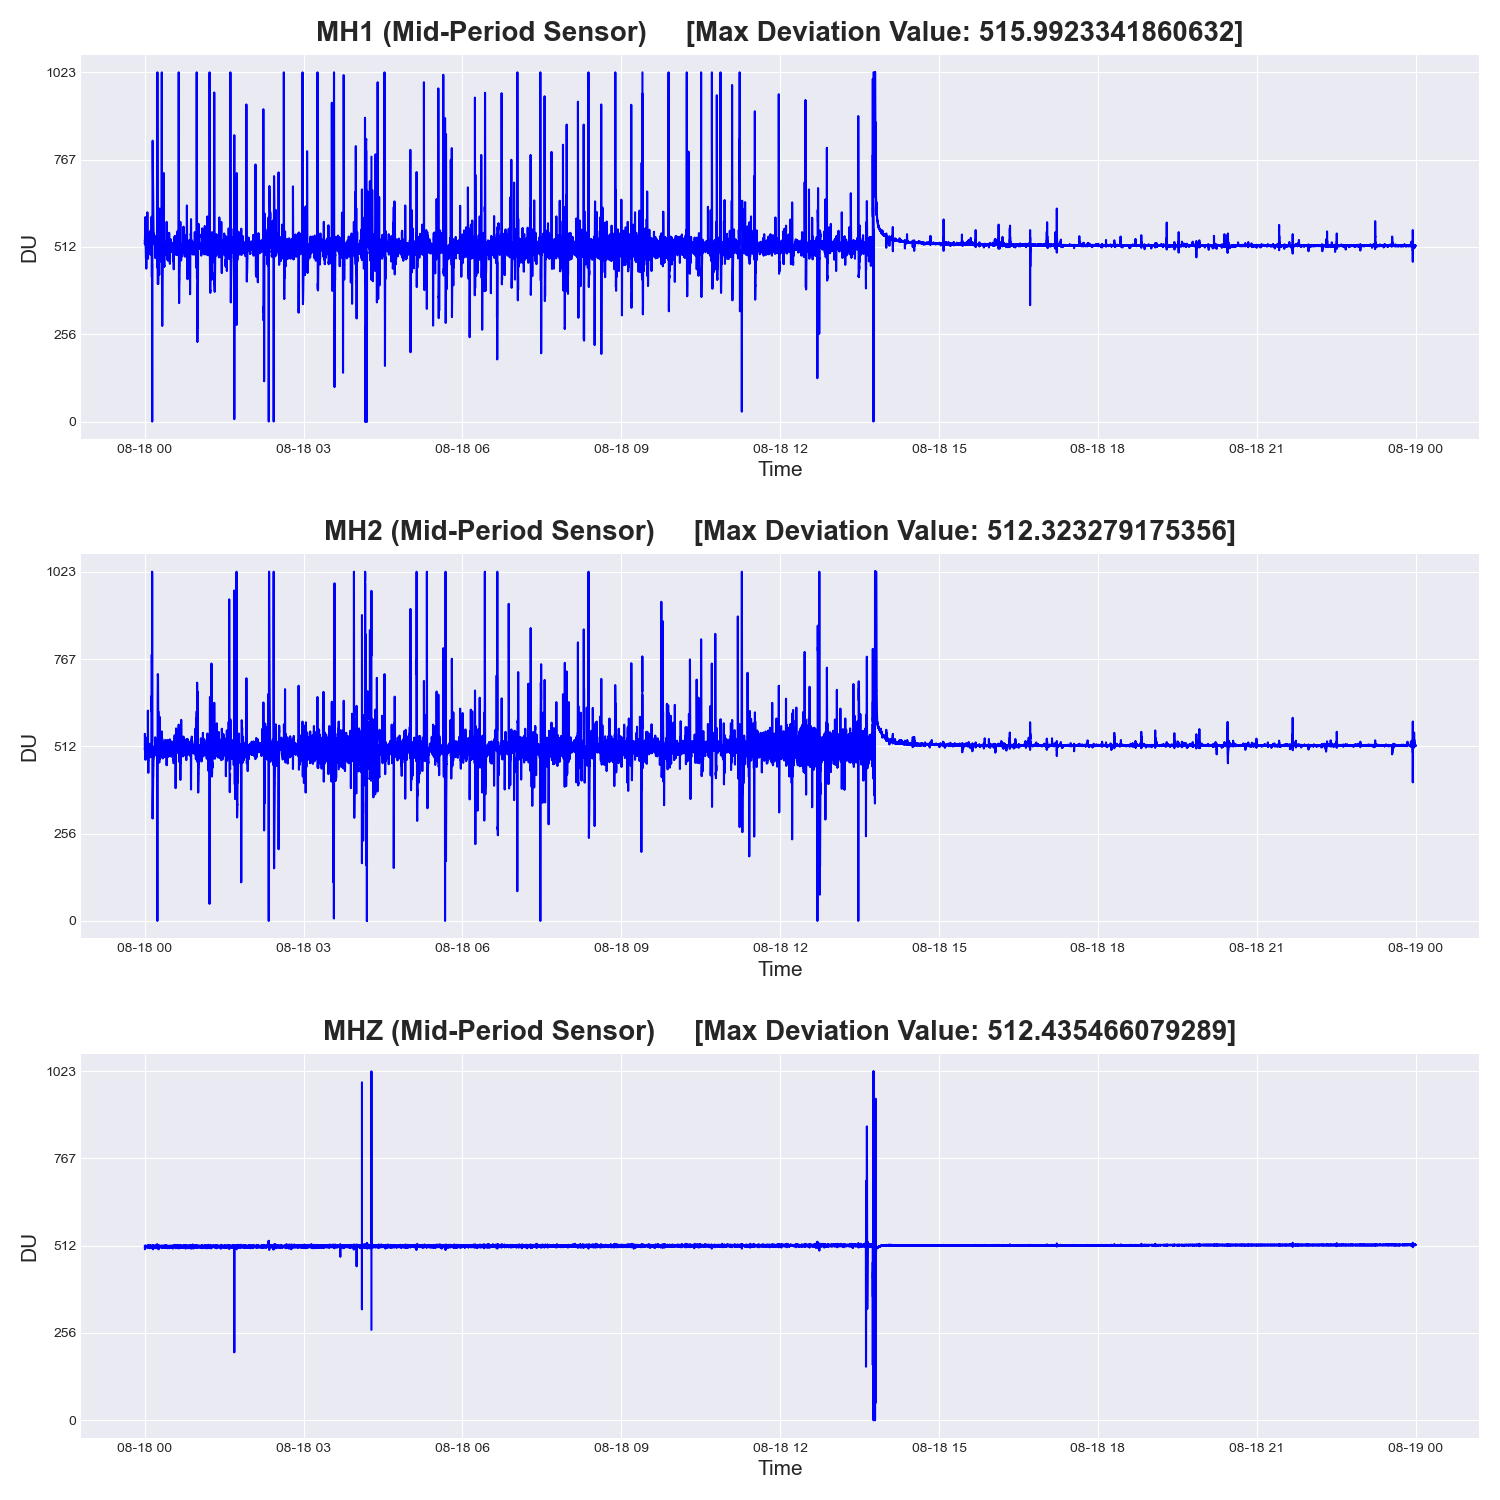 MH1 (Mid-Period Sensor) [Max Deviation Value: 515.9923341860632]
1023
767
512
256
0
DU
08-18 00 08-18 03 08-18 06 08-18 09 08-18 12 08-18 15 08-18 18 08-18 21 08-19 00
Time
MH2 (Mid-Period Sensor) [Max Deviation Value: 512.323279175356]
1023
767
512
256
0
DU
08-18 00 08-18 03 08-18 06 08-18 09 08-18 12 08-18 15 08-18 18 08-18 21 08-19 00
Time
MHZ (Mid-Period Sensor) [Max Deviation Value: 512.435466079289]
1023
767
512
256
0
DU
08-18 00 08-18 03 08-18 06 08-18 09 08-18 12 08-18 15 08-18 18 08-18 21 08-19 00
Time